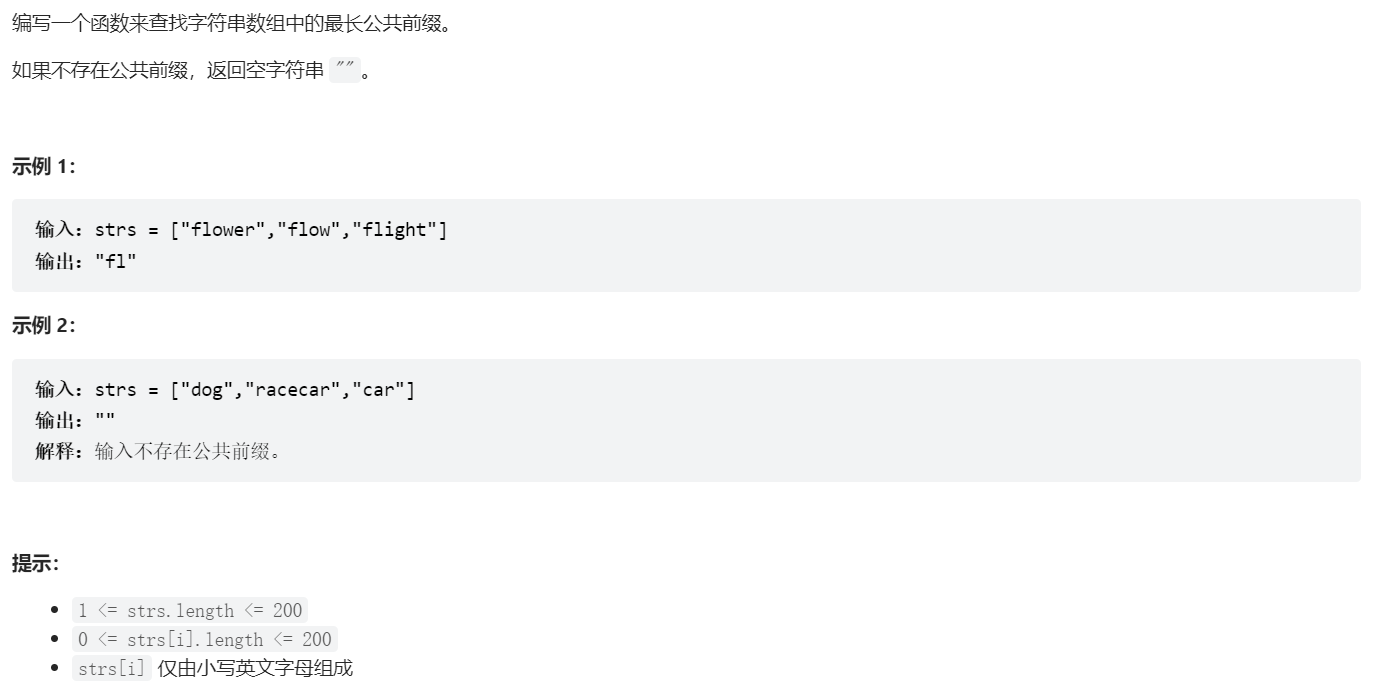 编写一个函数来查找字符串数组中的最长公共前缀。
如果不存在公共前缀，返回空字符串 ""。
示例 1：
输入：strs = ["flower","flow","flight"]
输出："fl"
示例 2：
输入：strs = ["dog","racecar","car"]
输出：""
解释：输入不存在公共前缀。
提示：
• 1 <= strs.length <= 200
• 0 <= strs[i].length <= 200
• strs[i] 仅由小写英文字母组成